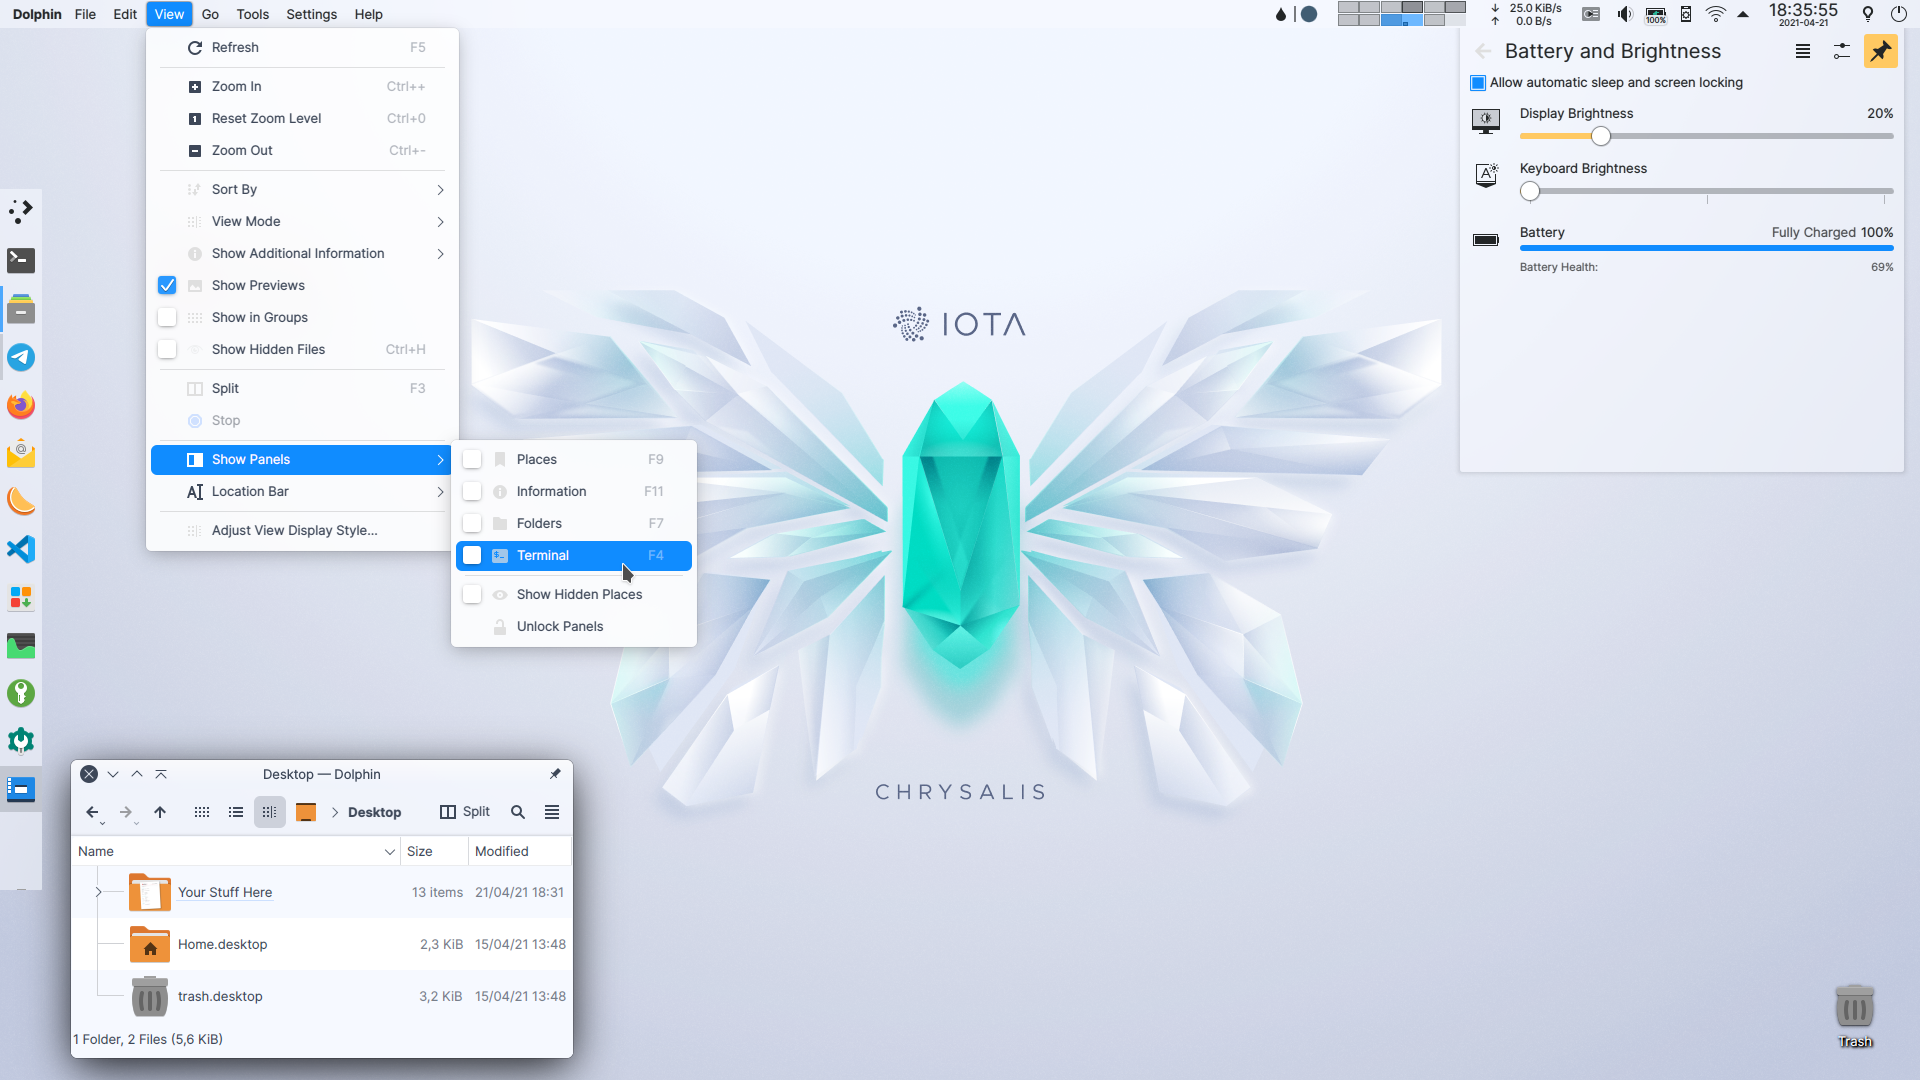 Dolphin File Edit View Go Tools Settings Help
25.0 KiB/s
0.0 B/s
100%
18:35:55
2021-04-21
Refresh F5
Zoom In Ctrl++
Reset Zoom Level Ctrl+0
Zoom Out Ctrl+-
Sort By
View Mode
Show Additional Information
Show Previews
Show in Groups
Show Hidden Files Ctrl+H
Split F3
Stop
Show Panels
Location Bar
Adjust View Display Style...
Places F9
Information F11
Folders F7
Terminal F4
Show Hidden Places
Unlock Panels
Battery and Brightness
Allow automatic sleep and screen locking
Display Brightness 20%
Keyboard Brightness
Battery Fully Charged 100%
Battery Health: 69%
IOTA
CHRYSALIS
Desktop — Dolphin
Desktop Split
Name Size Modified
Your Stuff Here 13 items 21/04/21 18:31
Home.desktop 2,3 KiB 15/04/21 13:48
trash.desktop 3,2 KiB 15/04/21 13:48
1 Folder, 2 Files (5,6 KiB)
Trash